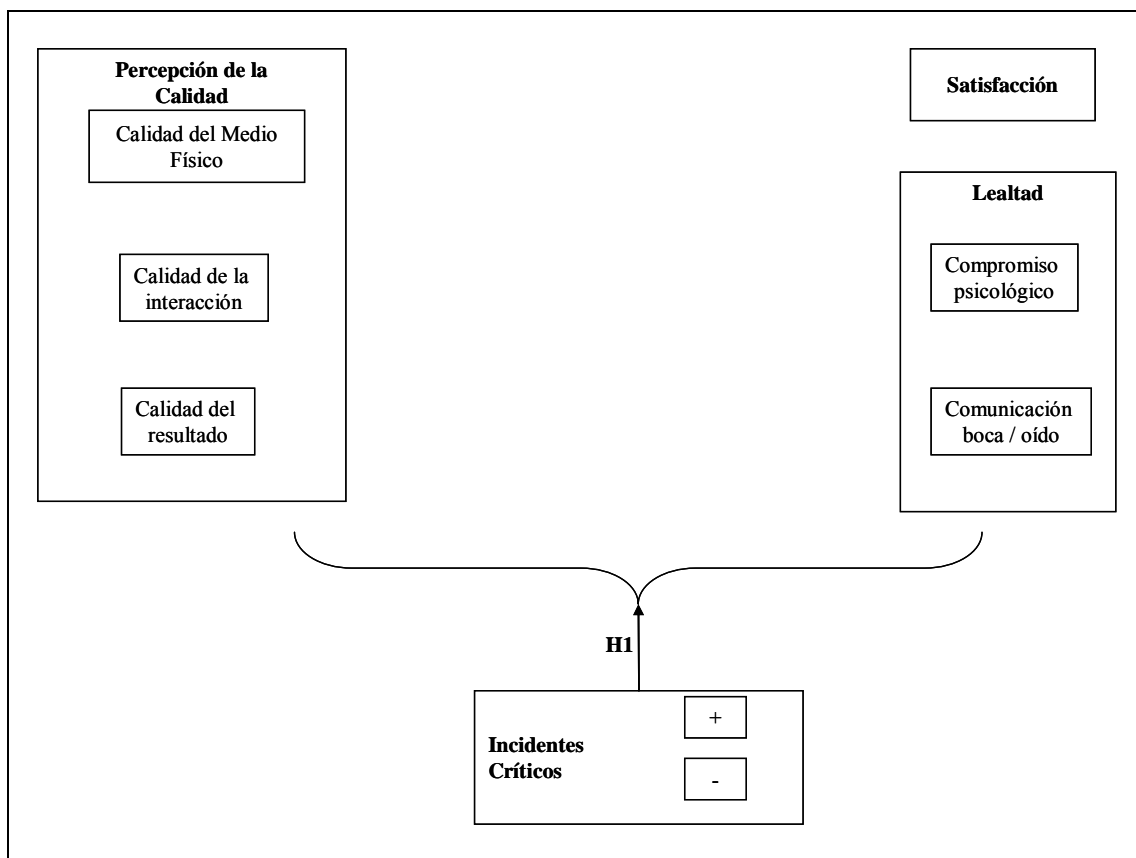 Percepción de la
Calidad
Calidad del Medio
Físico
Calidad de la
interacción
Calidad del
resultado
Satisfacción
Lealtad
Compromiso
psicológico
Comunicación
boca / oído
H1
Incidentes
Críticos
+
-